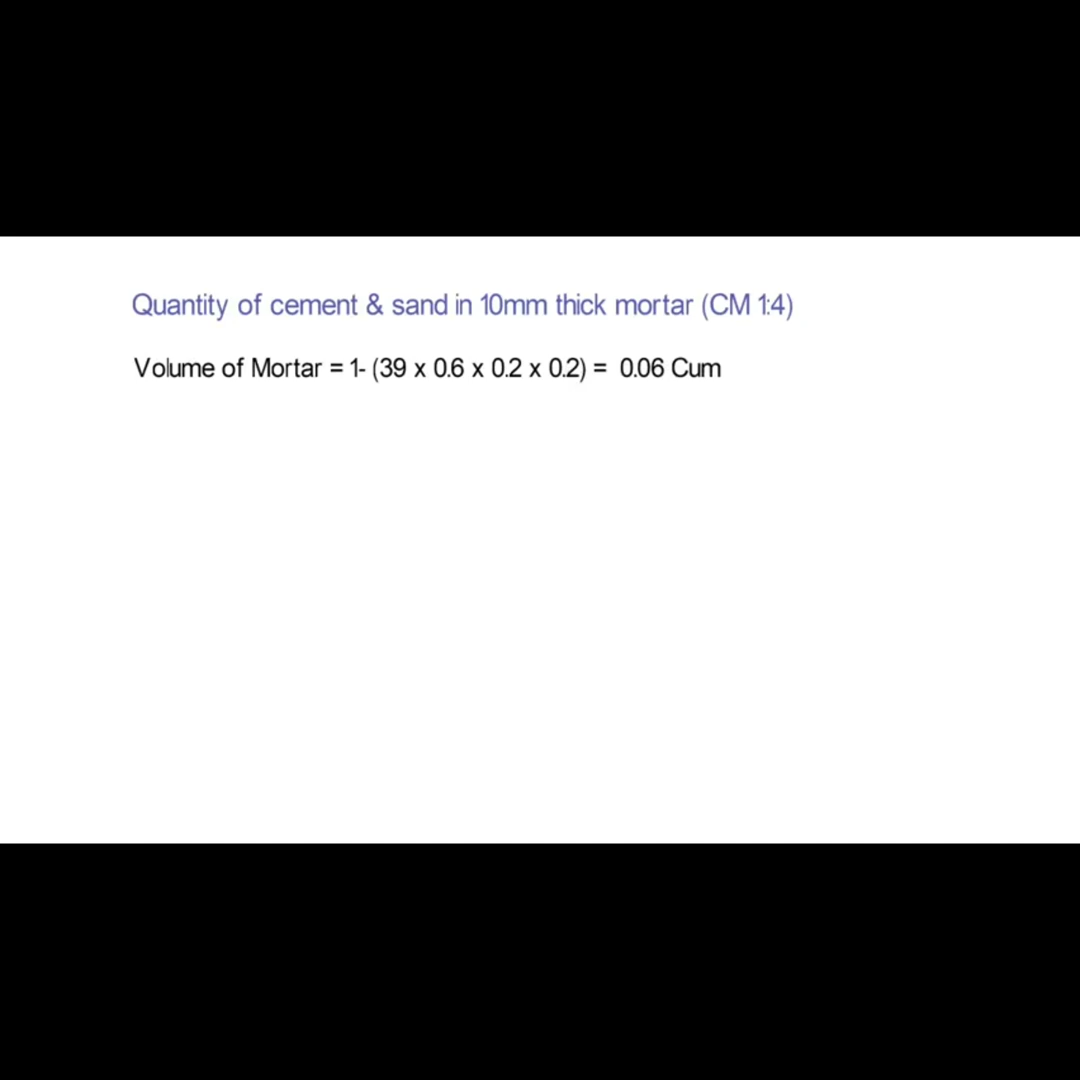 Quantity of cement & sand in 10mm thick mortar (CM 1:4)
Volume of Mortar = 1- (39 x 0.6 x 0.2 x 0.2) = 0.06 Cum